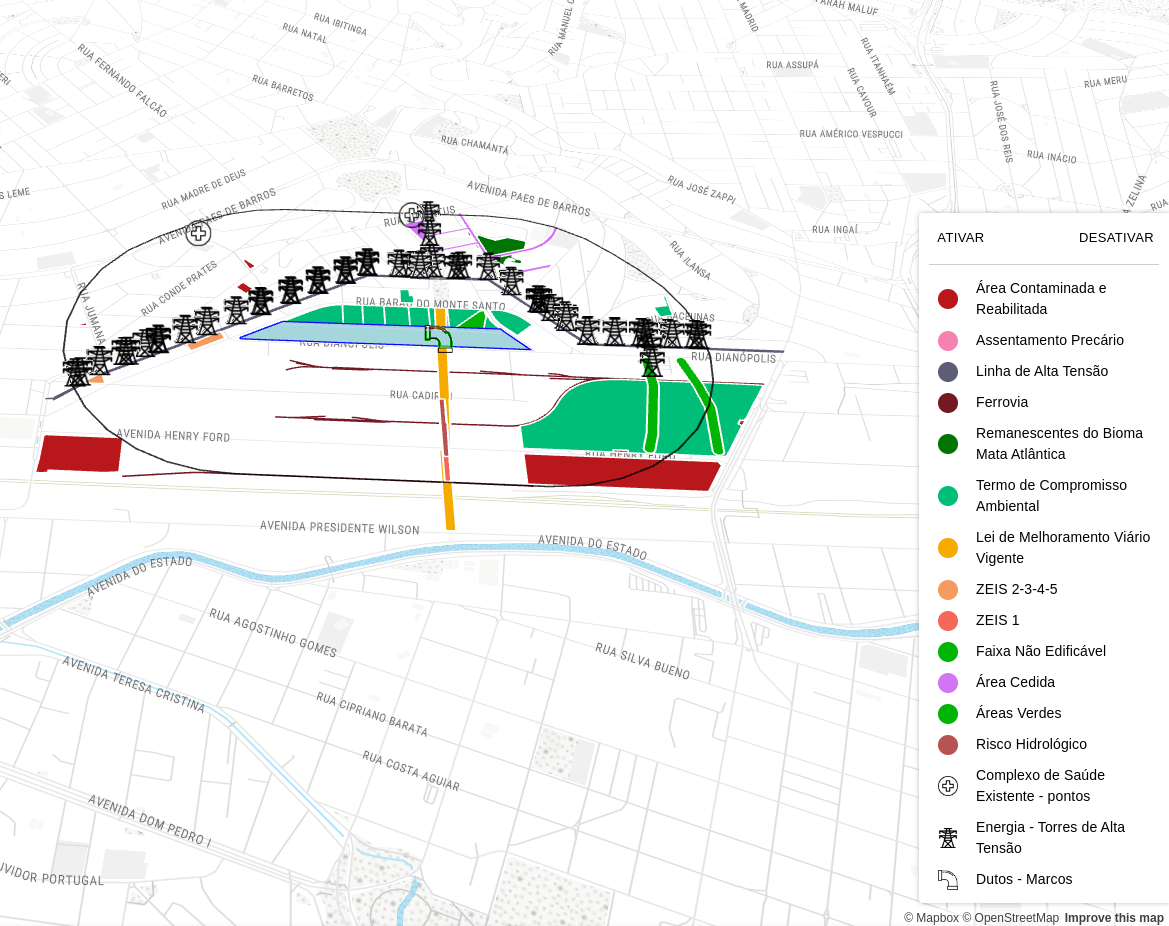 RUA IBITINGA
RUA NATAL
RUA FERNANDO FALCÃO
RUA BARRETOS
RUA MANUEL
MADRID
FARAH MALUF
RUA ASSUPÁ
RUA ITANHAÉM
RUA CAVOUR
RUA MERU
RUA JOSÉ DOS REIS
RUA AMÉRICO VESPUCCI
RUA INÁCIO
RUA CHAMANTÁ
S LEME
RUA MADRE DE DEUS
AVENIDA PAES DE BARROS
AVENIDA PAES DE BARROS
RUA JOSÉ ZAPPI
A ZELINA
RUA
RUA INGAÍ
RUA ILANSA
RUA CONDE PRATES
RUA JUMANA
RUA BARÃO DO MONTE SANTO
RUA DIANÓPOLIS
RUA DIANÓPOLIS
RUA HENRY FORD
AVENIDA HENRY FORD
AVENIDA PRESIDENTE WILSON
AVENIDA DO ESTADO
AVENIDA DO ESTADO
RUA AGOSTINHO GOMES
RUA SILVA BUENO
AVENIDA TERESA CRISTINA
RUA CIPRIANO BARATA
RUA COSTA AGUIAR
AVENIDA DOM PEDRO I
UVIDOR PORTUGAL
ATIVAR
DESATIVAR
Área Contaminada e
Reabilitada
Assentamento Precário
Linha de Alta Tensão
Ferrovia
Remanescentes do Bioma
Mata Atlântica
Termo de Compromisso
Ambiental
Lei de Melhoramento Viário
Vigente
ZEIS 2-3-4-5
ZEIS 1
Faixa Não Edificável
Área Cedida
Áreas Verdes
Risco Hidrológico
Complexo de Saúde
Existente - pontos
Energia - Torres de Alta
Tensão
Dutos - Marcos
© Mapbox © OpenStreetMap Improve this map